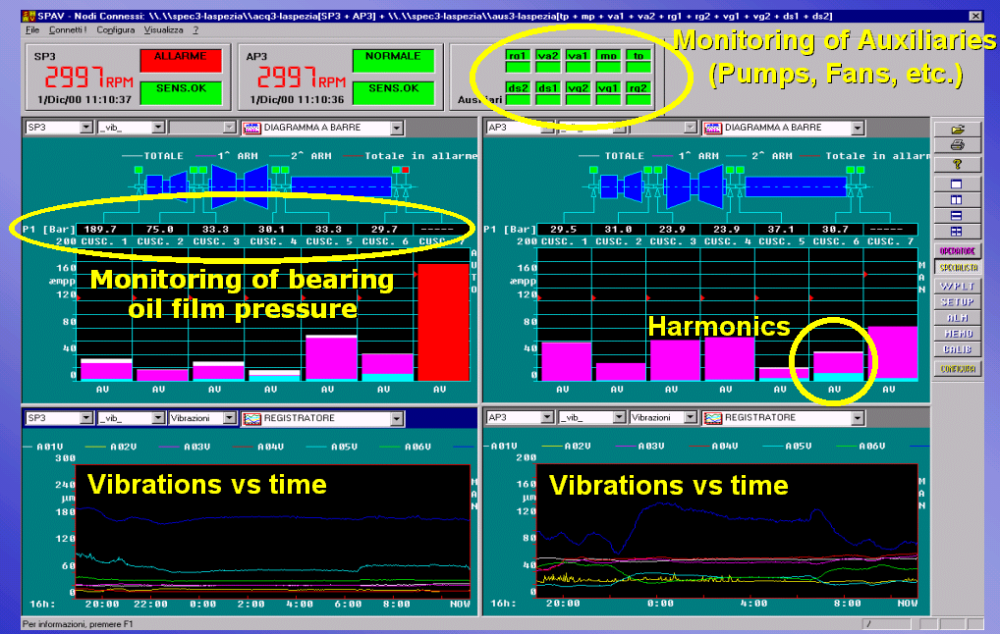 SPAV - Nodi Connessi: \\.\\spec3-laspezia\\acq3-laspezia[SP3 + AP3] + \\.\\spec3-laspezia\\aus3-laspezia[tp + mp + va1 + va2 + rg1 + rg2 + vg1 + vg2 + ds1 + ds2]
File Connetti! Configura Visualizza ?
Monitoring of Auxiliaries
(Pumps, Fans, etc.)
SP3 ALLARME
2997 RPM
SENS.OK
1/Dic/00 11:10:37
AP3 NORMALE
2997 RPM
SENS.OK
1/Dic/00 11:10:36
rg1 va2 va1 mp tp
Ausiliari ds2 ds1 vg2 vg1 rg2
SP3 _vib_ DIAGRAMMA A BARRE
TOTALE 1^ ARM 2^ ARM Totale in allarme
P1 [Bar] 189.7 75.0 33.3 30.1 33.3 29.7 -----
200 CUSC. 1 CUSC. 2 CUSC. 3 CUSC. 4 CUSC. 5 CUSC. 6 CUSC. 7
160
æmpp
120
80
40
0
AUTO
Monitoring of bearing
oil film pressure
AV AV AV AV AV AV AV
AP3 _vib_ DIAGRAMMA A BARRE
TOTALE 1^ ARM 2^ ARM Totale in allarm
P1 [Bar] 29.5 31.0 23.9 23.9 37.1 30.7 -----
200 CUSC. 1 CUSC. 2 CUSC. 3 CUSC. 4 CUSC. 5 CUSC. 6 CUSC. 7
160
æmpp
120
80
40
0
MAN
Harmonics
AV AV AV AV AV AV AV
OPERATORE
SPECIALISTA
WPLT
SETUP
ALM
MEMO
CALIB
CONFIGURA
SP3 _vib_ Vibrazioni REGISTRATORE
A01V A02V A03V A04V A05V A06V
300
240
µm
180
120
60
0
MAN
Vibrations vs time
16h: 20:00 22:00 0:00 2:00 4:00 6:00 NOW
AP3 _vib_ Vibrazioni REGISTRATORE
A01V A02V A03V A04V A05V A06V
200
160
µm
120
80
40
0
MAN
Vibrations vs time
16h: 20:00 0:00 4:00 8:00 NOW
Per informazioni, premere F1